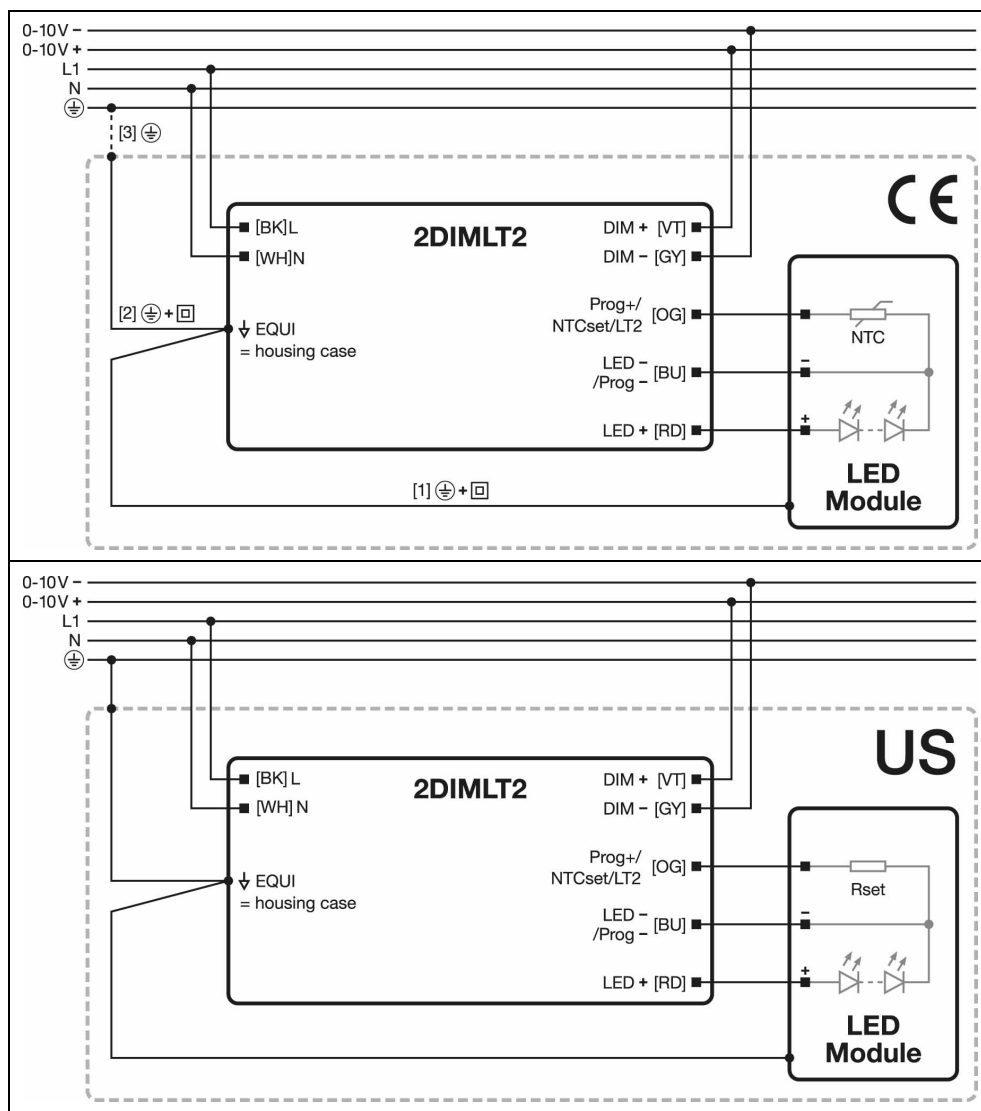 0-10V –
0-10V +
L1
N
[3]
CE
[BK]L
2DIMLT2
DIM + [VT]
[WH]N
DIM – [GY]
[2] +
EQUI
= housing case
Prog+/
NTCset/LT2
[OG]
NTC
LED –
/Prog –
[BU]
–
LED + [RD]
+
LED
Module
[1] +
0-10V –
0-10V +
L1
N
US
[BK] L
2DIMLT2
DIM + [VT]
[WH] N
DIM – [GY]
EQUI
= housing case
Prog+/
NTCset/LT2
[OG]
Rset
LED –
/Prog –
[BU]
–
LED + [RD]
+
LED
Module